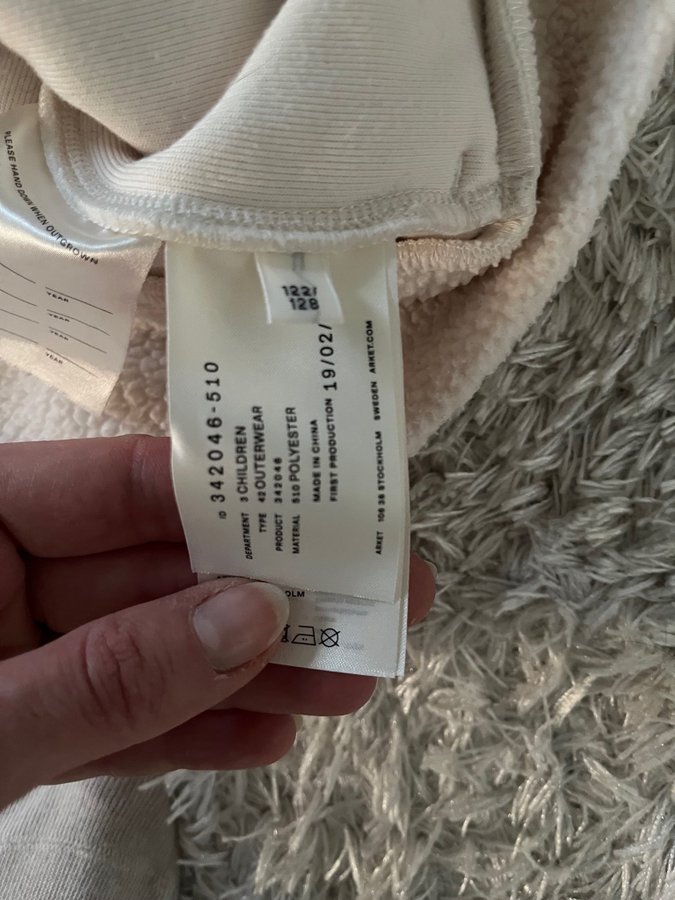 PLEASE HAND DOWN WHEN OUTGROWN
YEAR
YEAR
YEAR
YEAR
122/
128
ID 342046-510
DEPARTMENT 3 CHILDREN
TYPE 42 OUTERWEAR
PRODUCT 342046
MATERIAL 510 POLYESTER
MADE IN CHINA
FIRST PRODUCTION 19/02/
ARKET 106 38 STOCKHOLM SWEDEN ARKET.COM
OLM